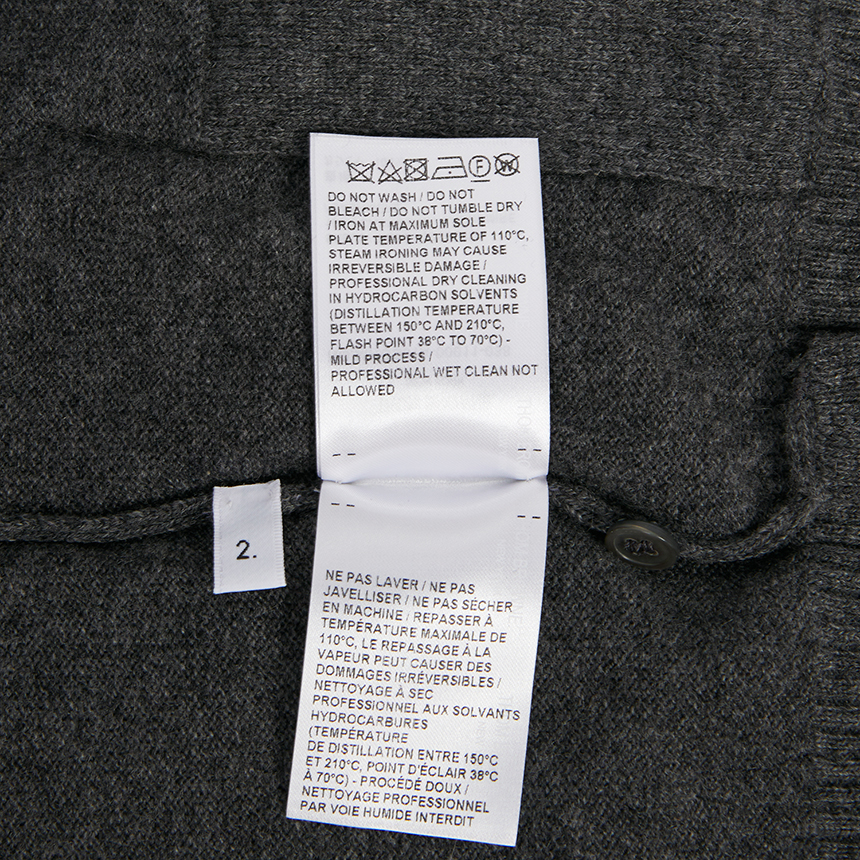 F
W
DO NOT WASH / DO NOT
BLEACH / DO NOT TUMBLE DRY
/ IRON AT MAXIMUM SOLE
PLATE TEMPERATURE OF 110°C,
STEAM IRONING MAY CAUSE
IRREVERSIBLE DAMAGE /
PROFESSIONAL DRY CLEANING
IN HYDROCARBON SOLVENTS
(DISTILLATION TEMPERATURE
BETWEEN 150°C AND 210°C,
FLASH POINT 38°C TO 70°C) -
MILD PROCESS /
PROFESSIONAL WET CLEAN NOT
ALLOWED
2.
NE PAS LAVER / NE PAS
JAVELLISER / NE PAS SÉCHER
EN MACHINE / REPASSER À
TEMPÉRATURE MAXIMALE DE
110°C, LE REPASSAGE À LA
VAPEUR PEUT CAUSER DES
DOMMAGES IRRÉVERSIBLES /
NETTOYAGE À SEC
PROFESSIONNEL AUX SOLVANTS
HYDROCARBURES
(TEMPÉRATURE
DE DISTILLATION ENTRE 150°C
ET 210°C, POINT D'ÉCLAIR 38°C
À 70°C) - PROCÉDÉ DOUX /
NETTOYAGE PROFESSIONNEL
PAR VOIE HUMIDE INTERDIT